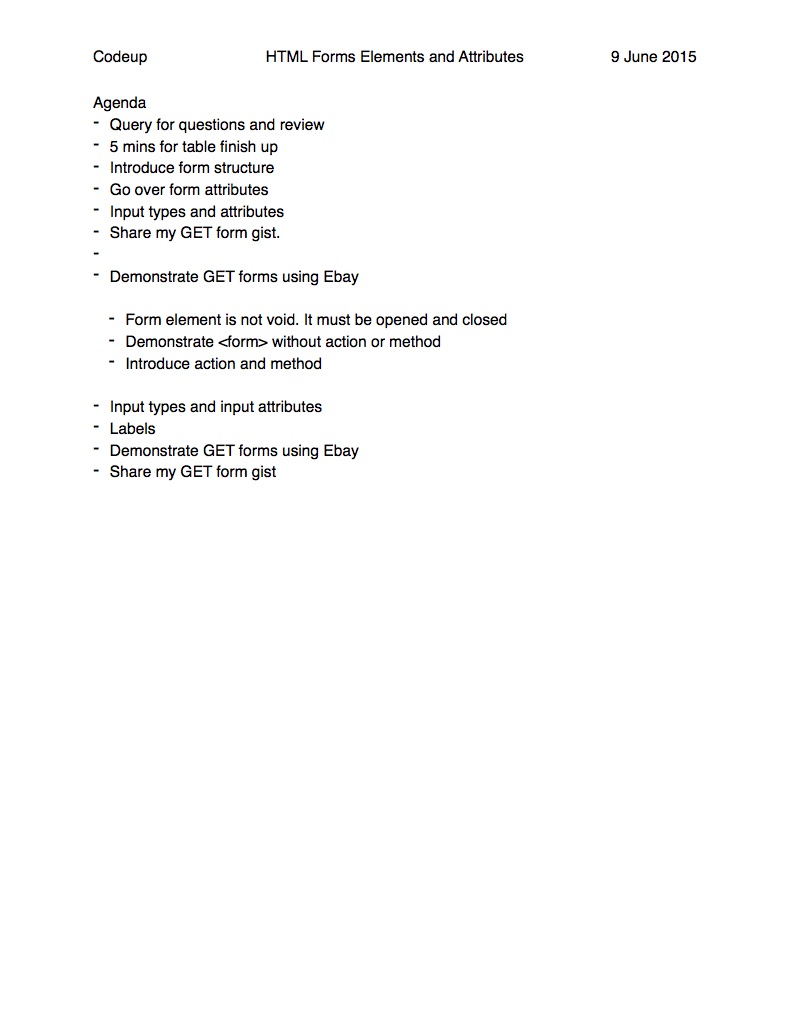 Codeup HTML Forms Elements and Attributes 9 June 2015
Agenda
- Query for questions and review
- 5 mins for table finish up
- Introduce form structure
- Go over form attributes
- Input types and attributes
- Share my GET form gist.
-
- Demonstrate GET forms using Ebay
- Form element is not void. It must be opened and closed
- Demonstrate <form> without action or method
- Introduce action and method
- Input types and input attributes
- Labels
- Demonstrate GET forms using Ebay
- Share my GET form gist